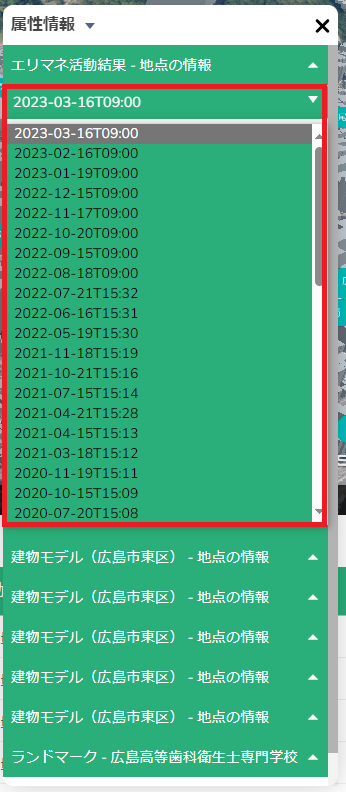 属性情報
エリマネ活動結果 - 地点の情報
2023-03-16T09:00
2023-03-16T09:00
2023-02-16T09:00
2023-01-19T09:00
2022-12-15T09:00
2022-11-17T09:00
2022-10-20T09:00
2022-09-15T09:00
2022-08-18T09:00
2022-07-21T15:32
2022-06-16T15:31
2022-05-19T15:30
2021-11-18T15:19
2021-10-21T15:16
2021-07-15T15:14
2021-04-21T15:28
2021-04-15T15:13
2021-03-18T15:12
2020-11-19T15:11
2020-10-15T15:09
2020-07-20T15:08
建物モデル（広島市東区） - 地点の情報
建物モデル（広島市東区） - 地点の情報
建物モデル（広島市東区） - 地点の情報
建物モデル（広島市東区） - 地点の情報
建物モデル（広島市東区） - 地点の情報
ランドマーク - 広島高等歯科衛生士専門学校